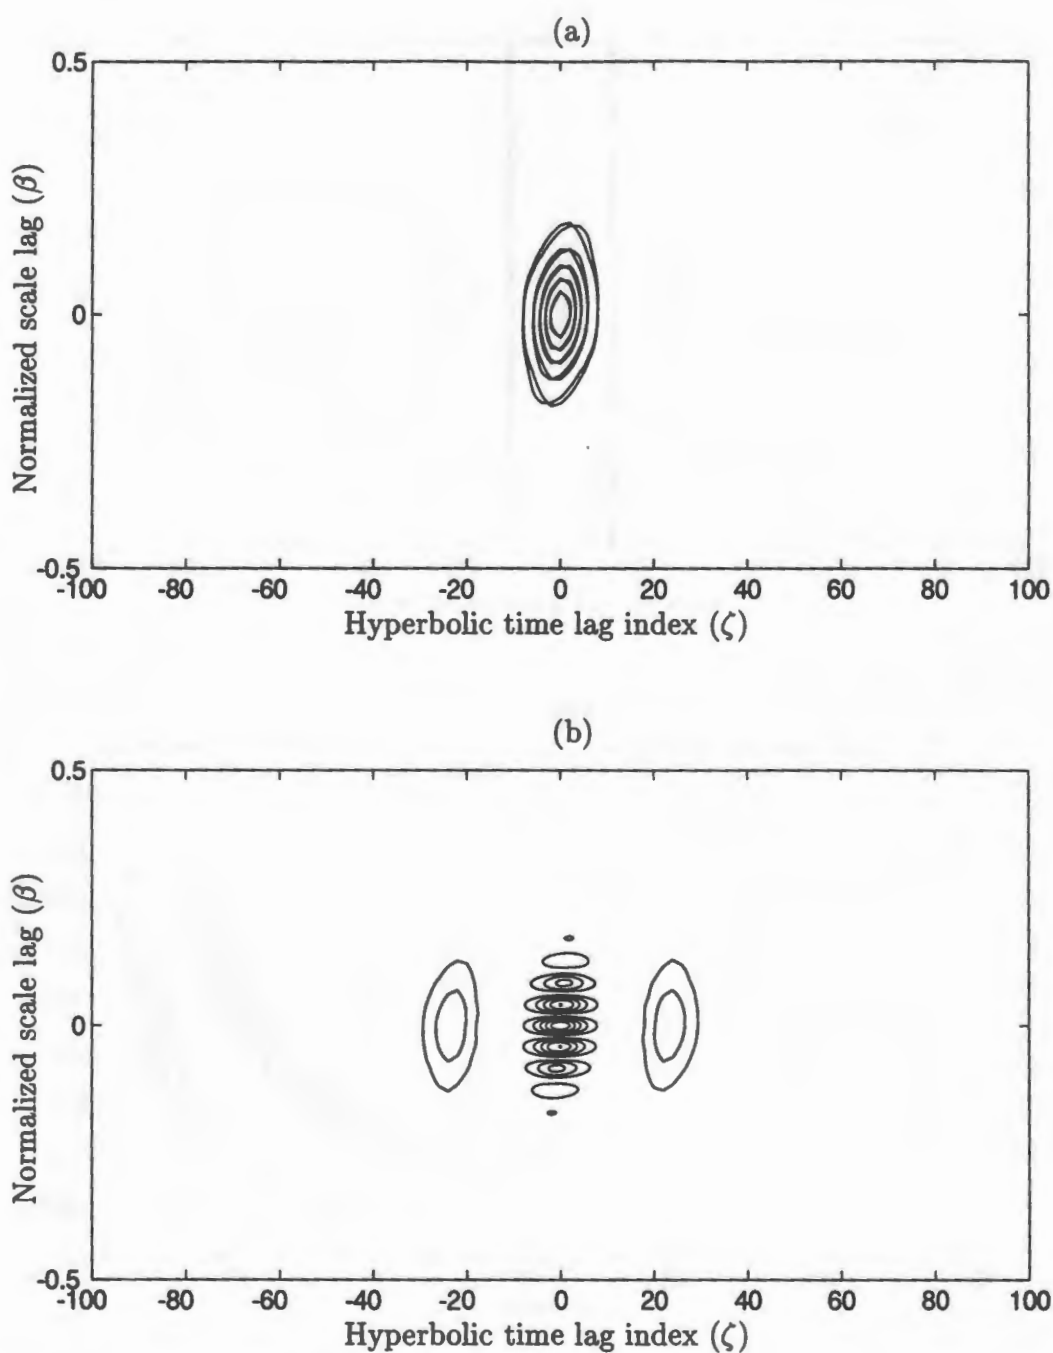 (a)
Normalized scale lag (β)
0.5
0
-0.5
-100 -80 -60 -40 -20 0 20 40 60 80 100
Hyperbolic time lag index (ζ)
(b)
Normalized scale lag (β)
0.5
0
-0.5
-100 -80 -60 -40 -20 0 20 40 60 80 100
Hyperbolic time lag index (ζ)